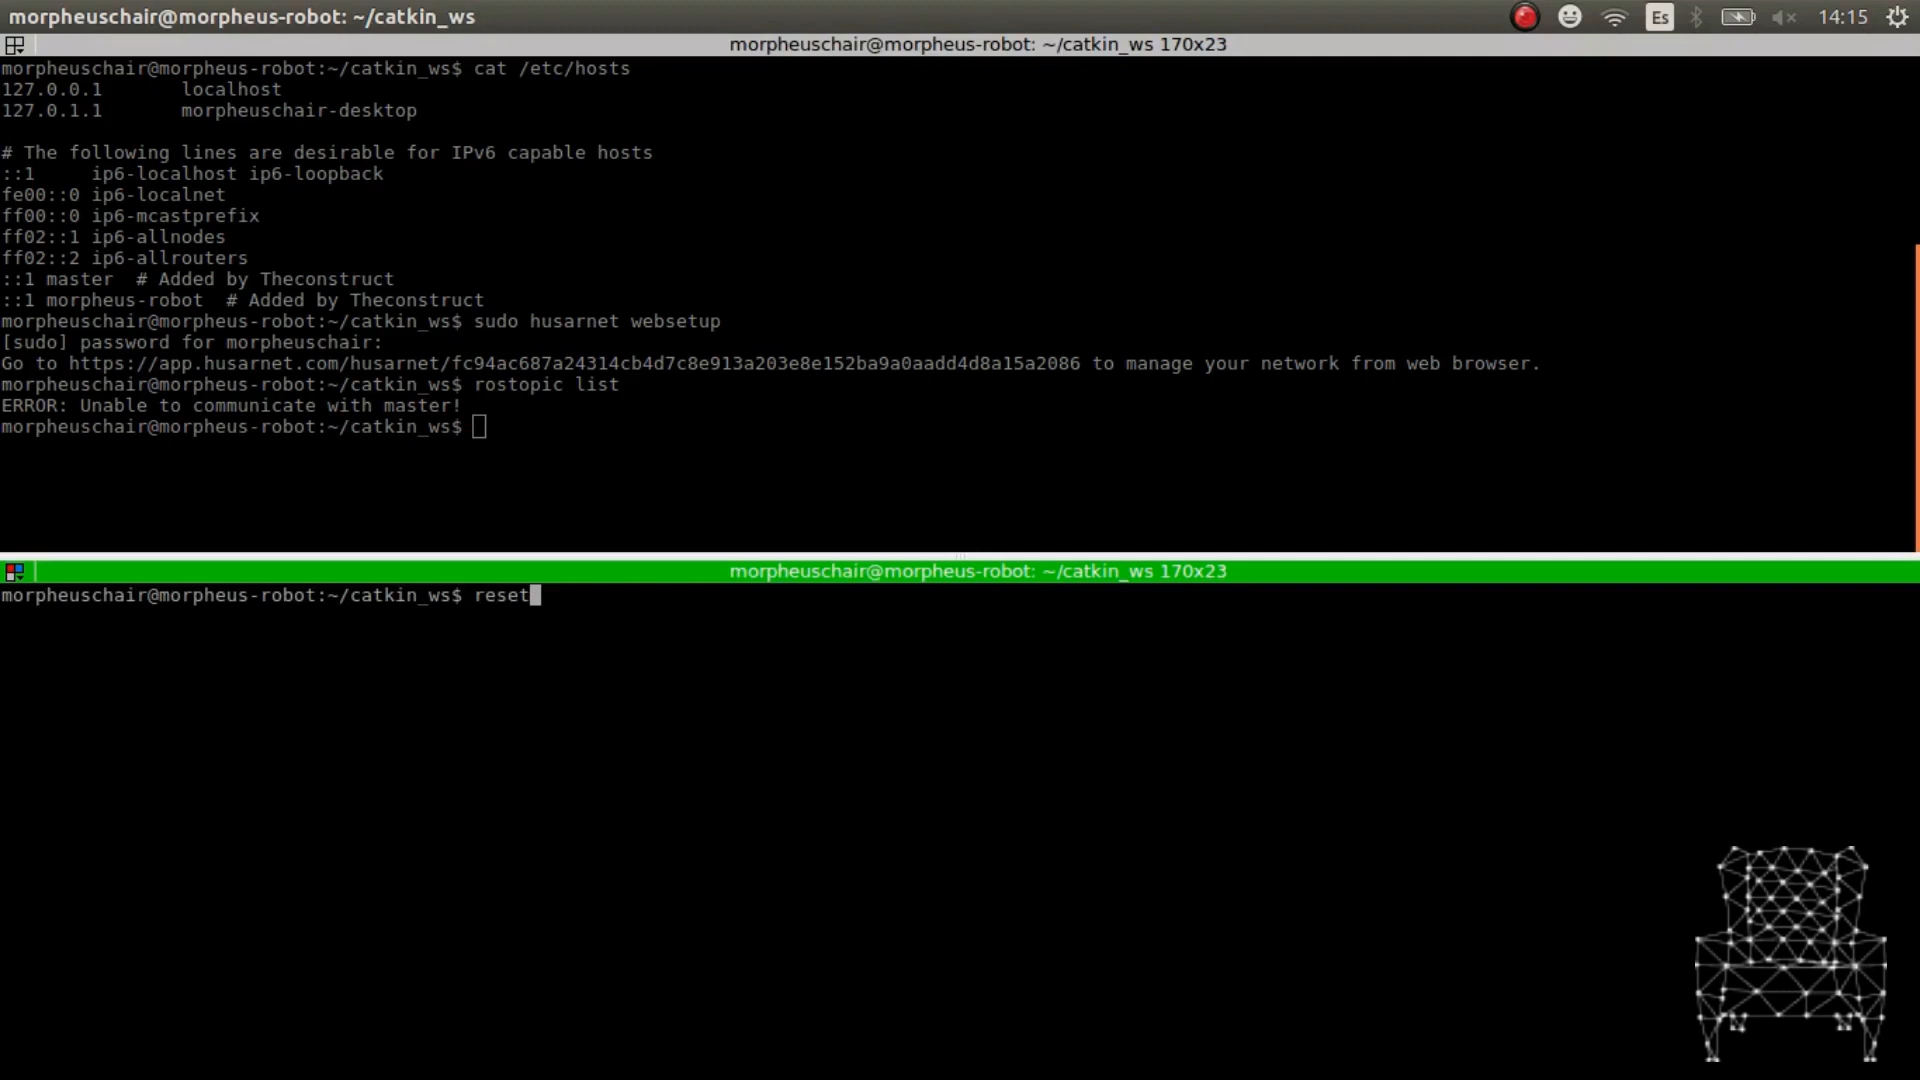 morpheuschair@morpheus-robot: ~/catkin_ws
Es
14:15
morpheuschair@morpheus-robot: ~/catkin_ws 170x23
morpheuschair@morpheus-robot:~/catkin_ws$ cat /etc/hosts
127.0.0.1       localhost
127.0.1.1       morpheuschair-desktop
# The following lines are desirable for IPv6 capable hosts
::1     ip6-localhost ip6-loopback
fe00::0 ip6-localnet
ff00::0 ip6-mcastprefix
ff02::1 ip6-allnodes
ff02::2 ip6-allrouters
::1 master  # Added by Theconstruct
::1 morpheus-robot  # Added by Theconstruct
morpheuschair@morpheus-robot:~/catkin_ws$ sudo husarnet websetup
[sudo] password for morpheuschair:
Go to https://app.husarnet.com/husarnet/fc94ac687a24314cb4d7c8e913a203e8e152ba9a0aadd4d8a15a2086 to manage your network from web browser.
morpheuschair@morpheus-robot:~/catkin_ws$ rostopic list
ERROR: Unable to communicate with master!
morpheuschair@morpheus-robot:~/catkin_ws$
morpheuschair@morpheus-robot: ~/catkin_ws 170x23
morpheuschair@morpheus-robot:~/catkin_ws$ reset